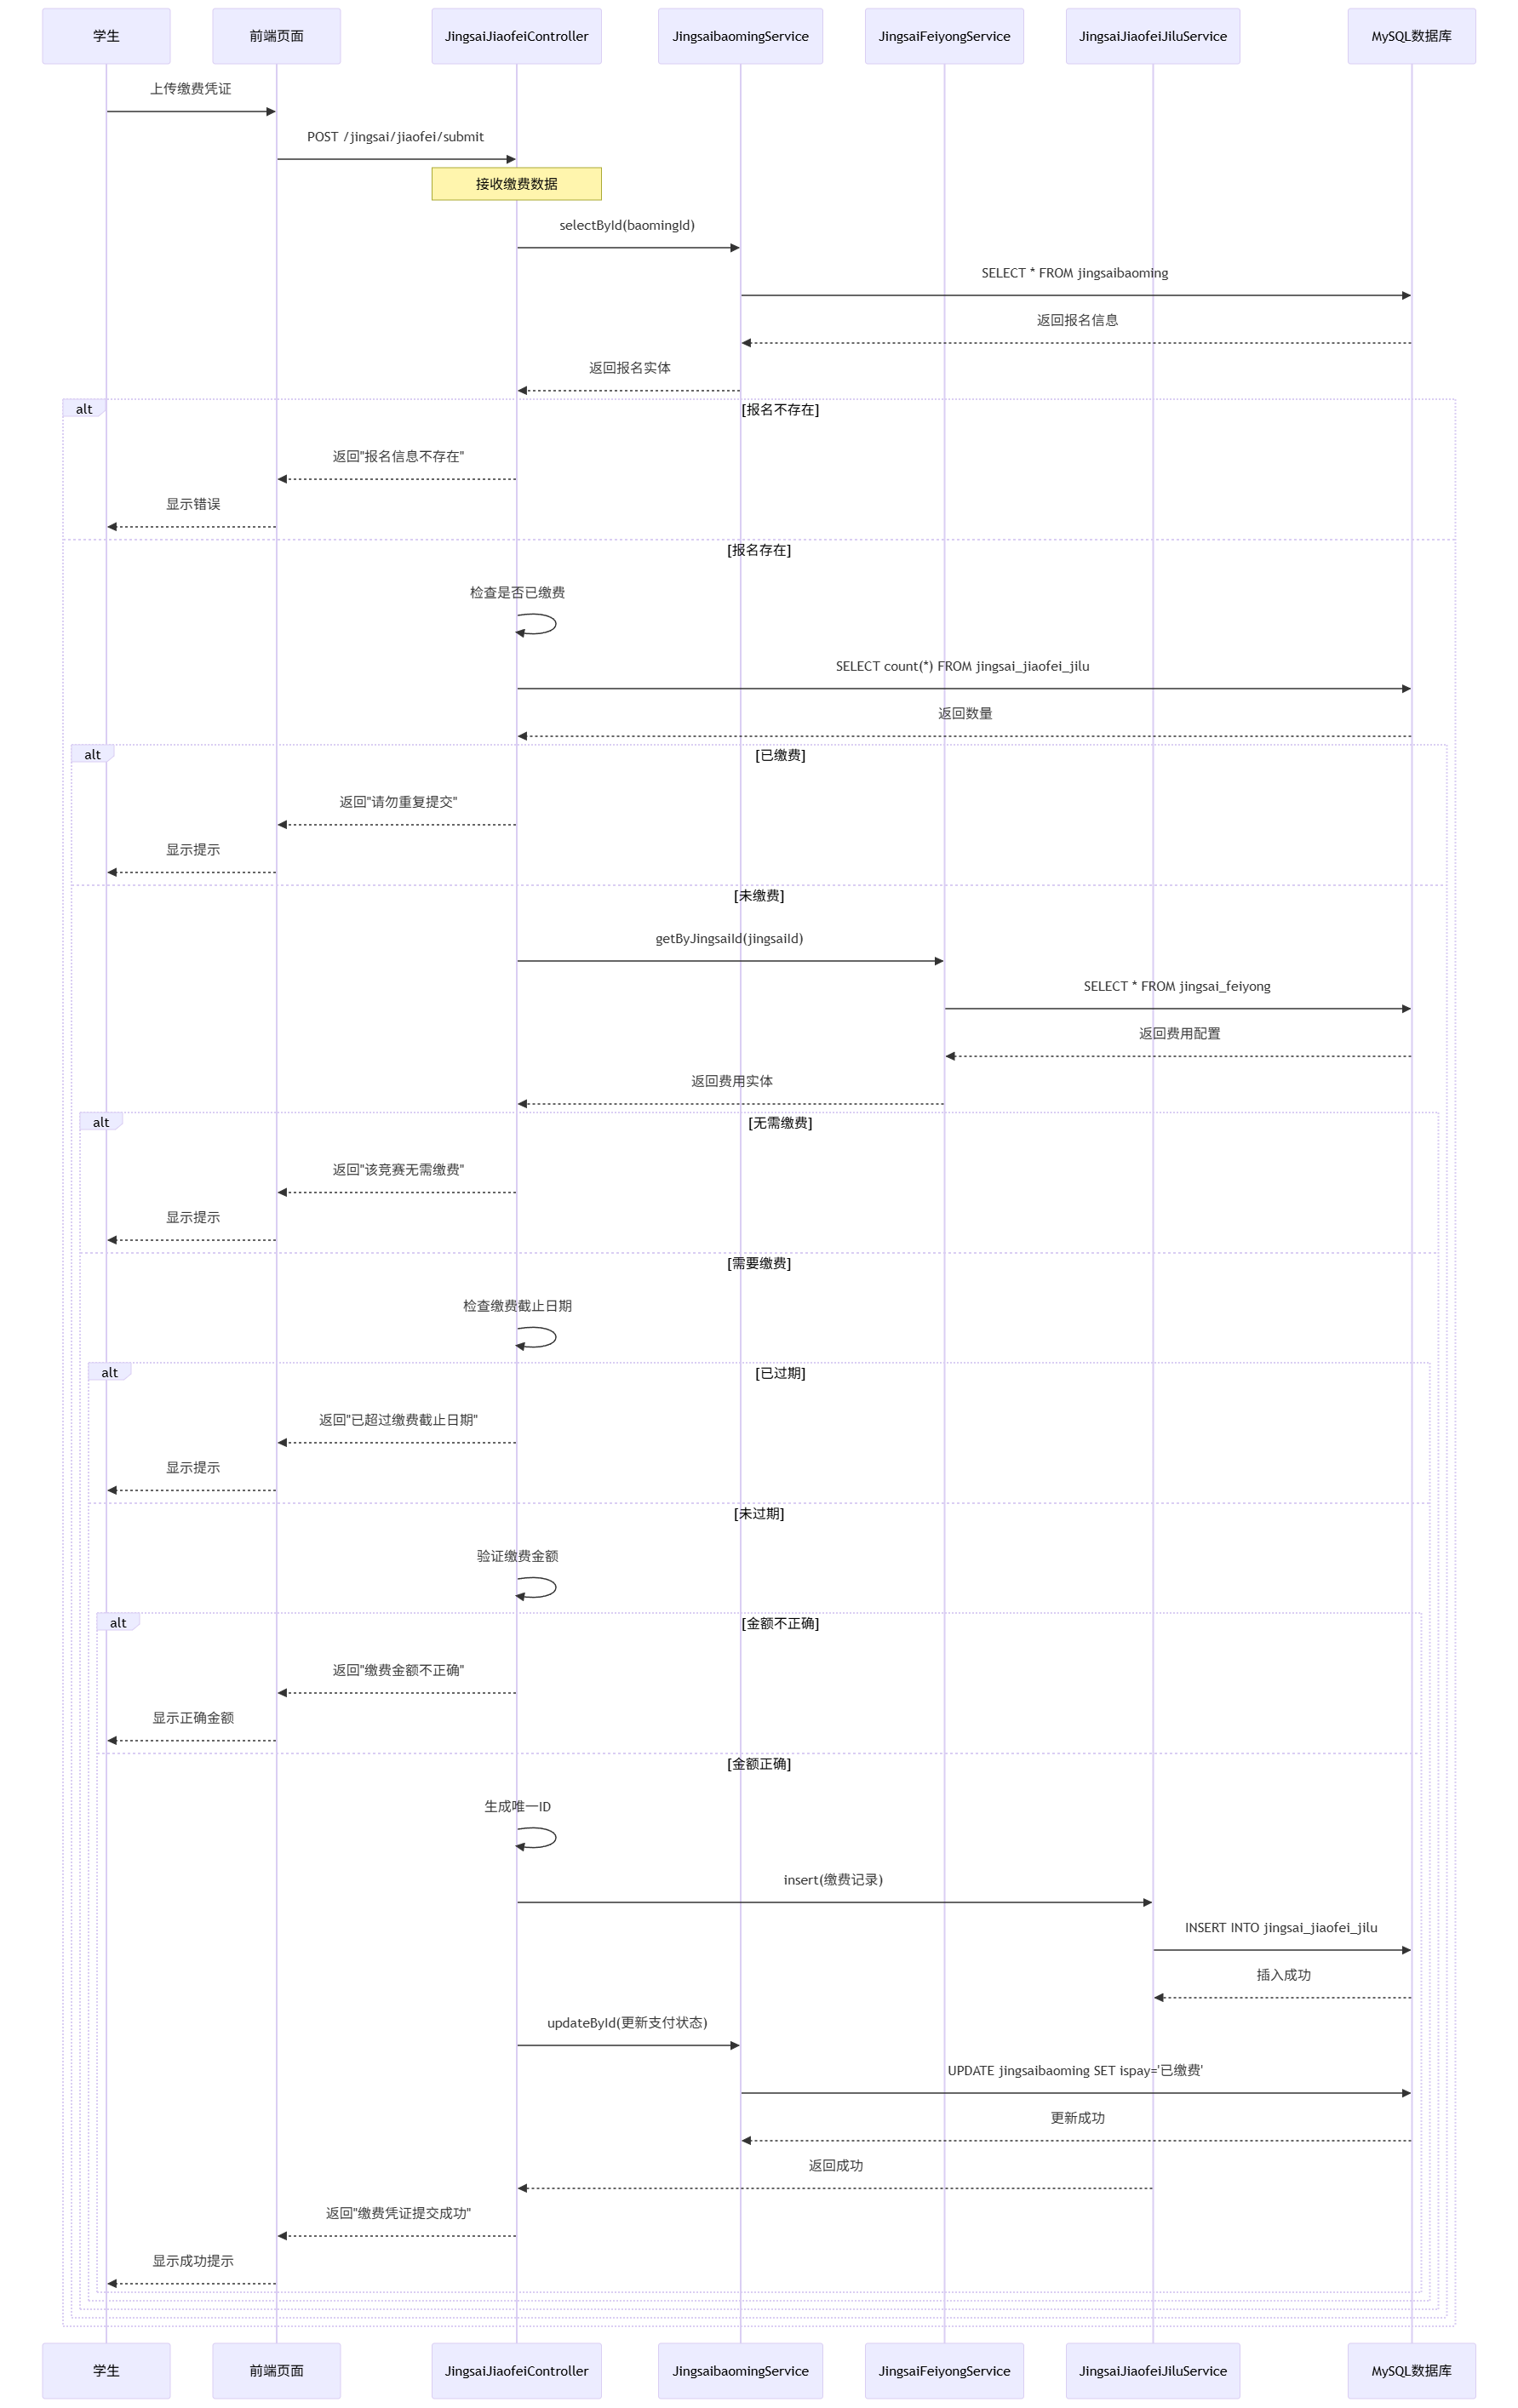 学生
前端页面
JingsaiJiaofeiController
JingsaibaomingService
JingsaiFeiyongService
JingsaiJiaofeiJiluService
MySQL数据库
上传缴费凭证
POST /jingsai/jiaofei/submit
接收缴费数据
selectById(baomingId)
SELECT * FROM jingsaibaoming
返回报名信息
返回报名实体
alt
[报名不存在]
返回"报名信息不存在"
显示错误
[报名存在]
检查是否已缴费
SELECT count(*) FROM jingsai_jiaofei_jilu
返回数量
alt
[已缴费]
返回"请勿重复提交"
显示提示
[未缴费]
getByJingsaiId(jingsaiId)
SELECT * FROM jingsai_feiyong
返回费用配置
返回费用实体
alt
[无需缴费]
返回"该竞赛无需缴费"
显示提示
[需要缴费]
检查缴费截止日期
alt
[已过期]
返回"已超过缴费截止日期"
显示提示
[未过期]
验证缴费金额
alt
[金额不正确]
返回"缴费金额不正确"
显示正确金额
[金额正确]
生成唯一ID
insert(缴费记录)
INSERT INTO jingsai_jiaofei_jilu
插入成功
updateById(更新支付状态)
UPDATE jingsaibaoming SET ispay='已缴费'
更新成功
返回成功
返回"缴费凭证提交成功"
显示成功提示
学生
前端页面
JingsaiJiaofeiController
JingsaibaomingService
JingsaiFeiyongService
JingsaiJiaofeiJiluService
MySQL数据库